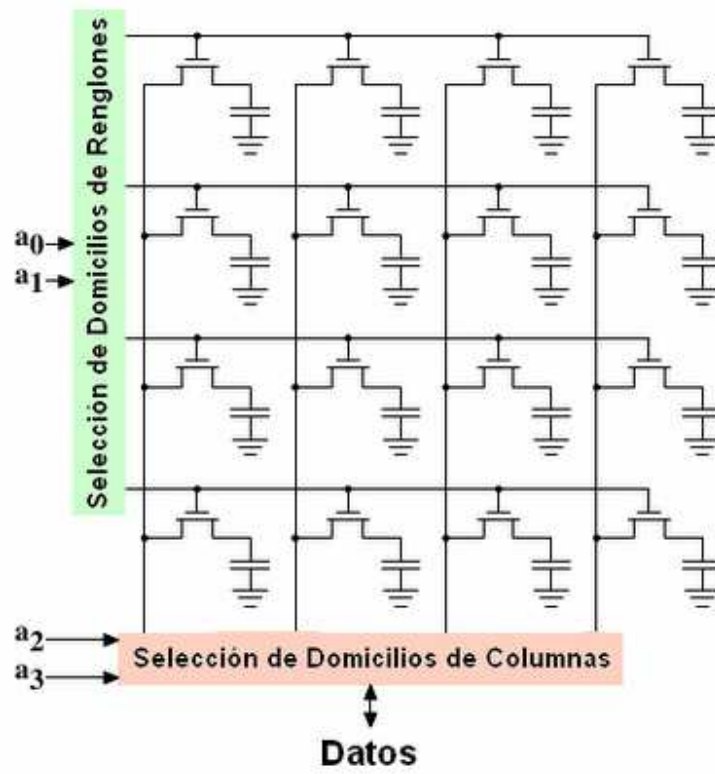 Selección de Domicilios de Renglones
a0
a1
a2
a3
Selección de Domicilios de Columnas
Datos